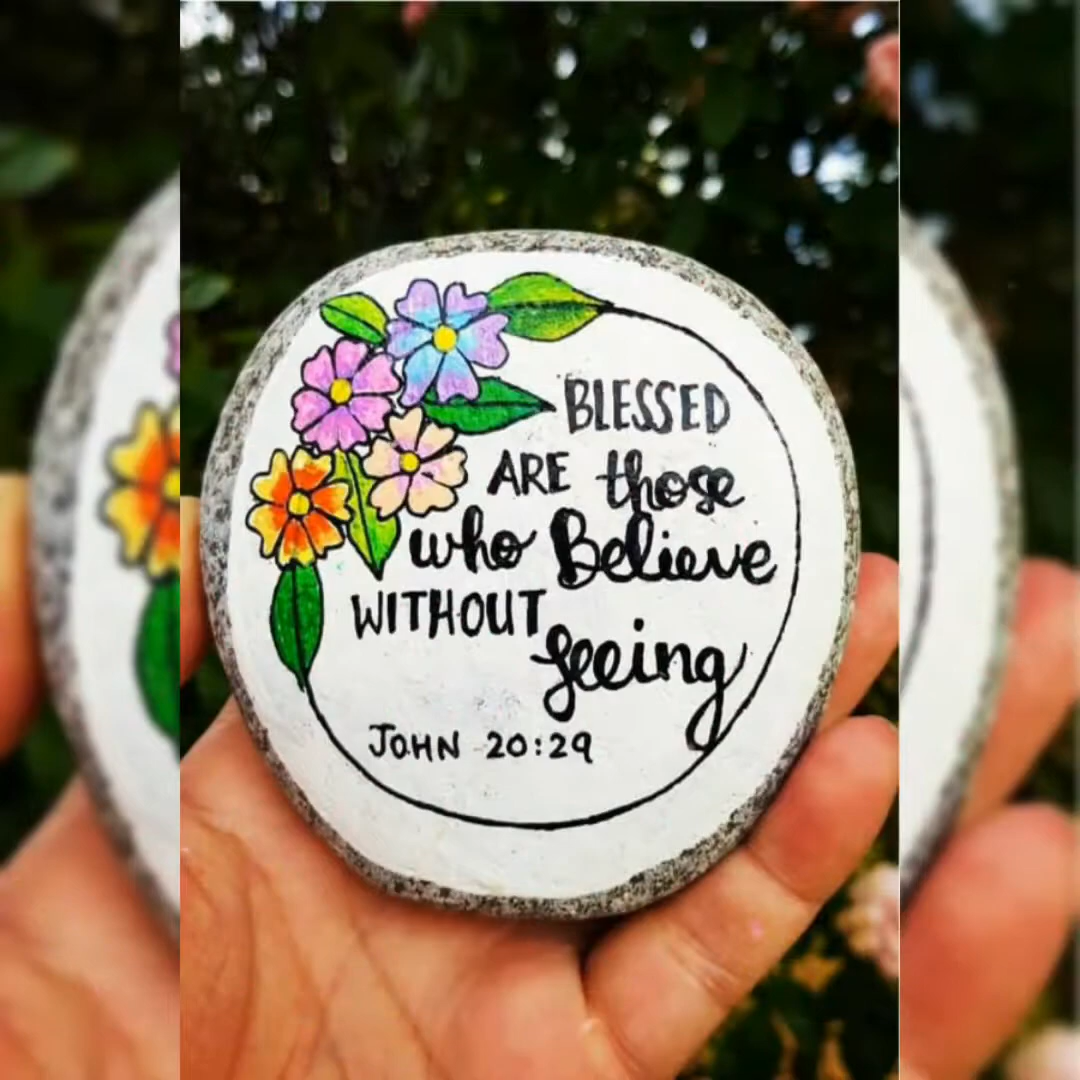 BLESSED
ARE those
who Believe
WITHOUT
seeing
JOHN 20:29